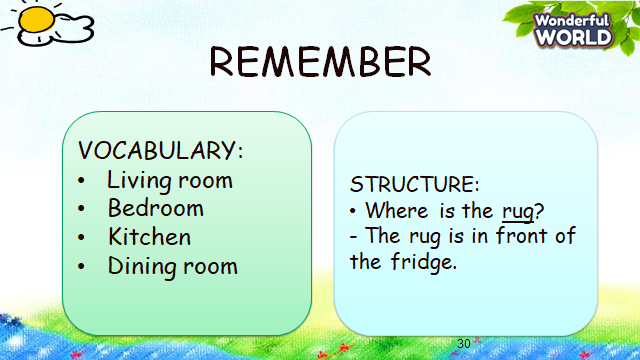 Wonderful
WORLD
REMEMBER
VOCABULARY:
• Living room
• Bedroom
• Kitchen
• Dining room
STRUCTURE:
• Where is the rug?
- The rug is in front of
the fridge.
30